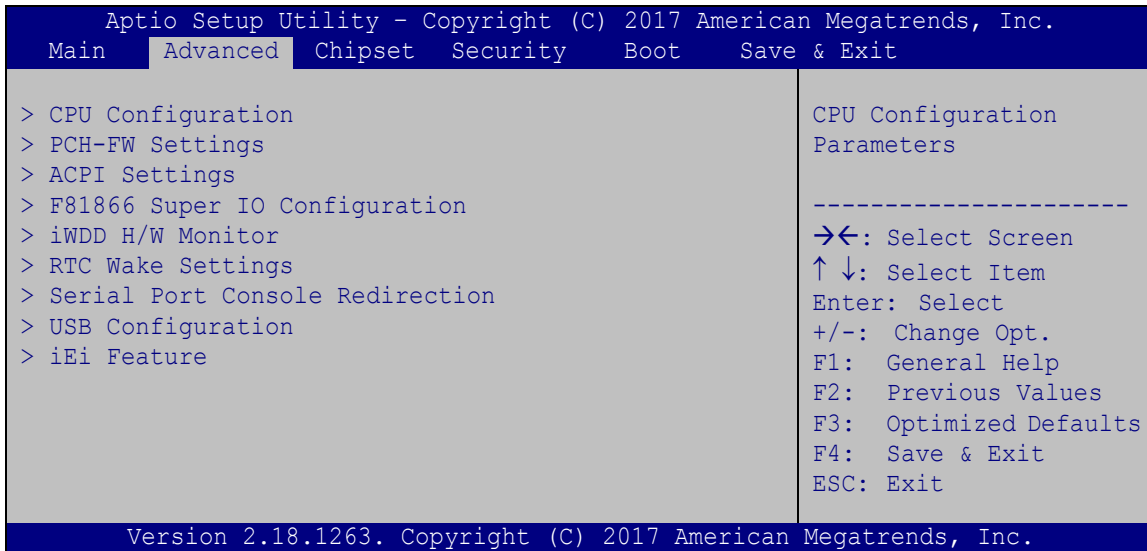 Aptio Setup Utility – Copyright (C) 2017 American Megatrends, Inc.
Main Advanced Chipset Security Boot Save & Exit
> CPU Configuration
> PCH-FW Settings
> ACPI Settings
> F81866 Super IO Configuration
> iWDD H/W Monitor
> RTC Wake Settings
> Serial Port Console Redirection
> USB Configuration
> iEi Feature
CPU Configuration
Parameters
----------------------
→←: Select Screen
↑ ↓: Select Item
Enter: Select
+/-: Change Opt.
F1: General Help
F2: Previous Values
F3: Optimized Defaults
F4: Save & Exit
ESC: Exit
Version 2.18.1263. Copyright (C) 2017 American Megatrends, Inc.